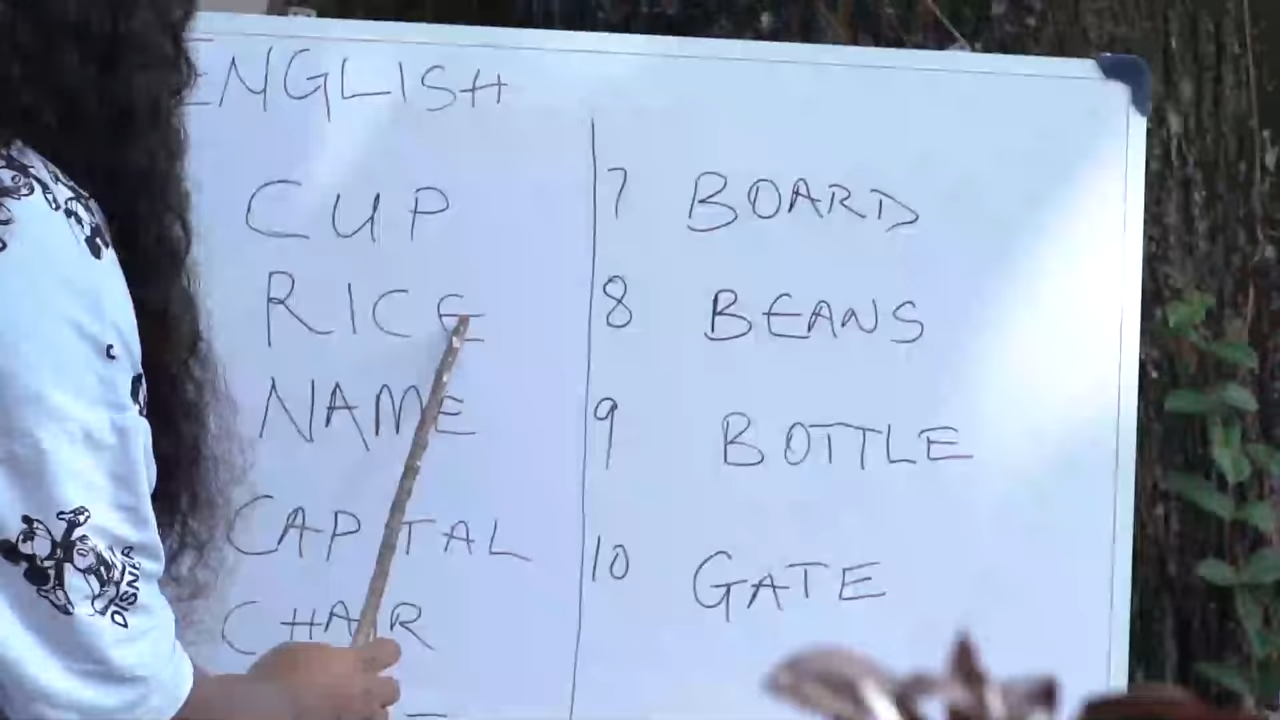 ENGLISH
CUP
RICE
NAME
CAPITAL
CHAIR
7 BOARD
8 BEANS
9 BOTTLE
10 GATE